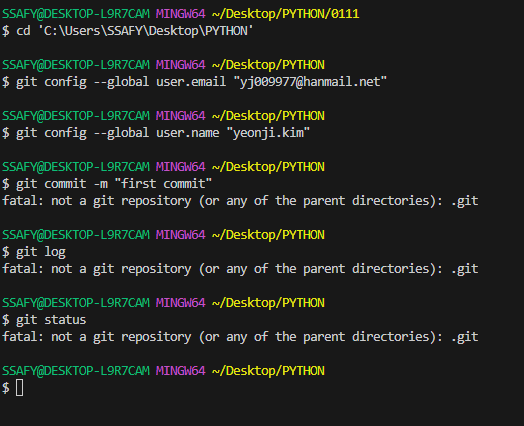 SSAFY@DESKTOP-L9R7CAM MINGW64 ~/Desktop/PYTHON/0111
$ cd 'C:\Users\SSAFY\Desktop\PYTHON'
SSAFY@DESKTOP-L9R7CAM MINGW64 ~/Desktop/PYTHON
$ git config --global user.email "yj009977@hanmail.net"
SSAFY@DESKTOP-L9R7CAM MINGW64 ~/Desktop/PYTHON
$ git config --global user.name "yeonji.kim"
SSAFY@DESKTOP-L9R7CAM MINGW64 ~/Desktop/PYTHON
$ git commit -m "first commit"
fatal: not a git repository (or any of the parent directories): .git
SSAFY@DESKTOP-L9R7CAM MINGW64 ~/Desktop/PYTHON
$ git log
fatal: not a git repository (or any of the parent directories): .git
SSAFY@DESKTOP-L9R7CAM MINGW64 ~/Desktop/PYTHON
$ git status
fatal: not a git repository (or any of the parent directories): .git
SSAFY@DESKTOP-L9R7CAM MINGW64 ~/Desktop/PYTHON
$